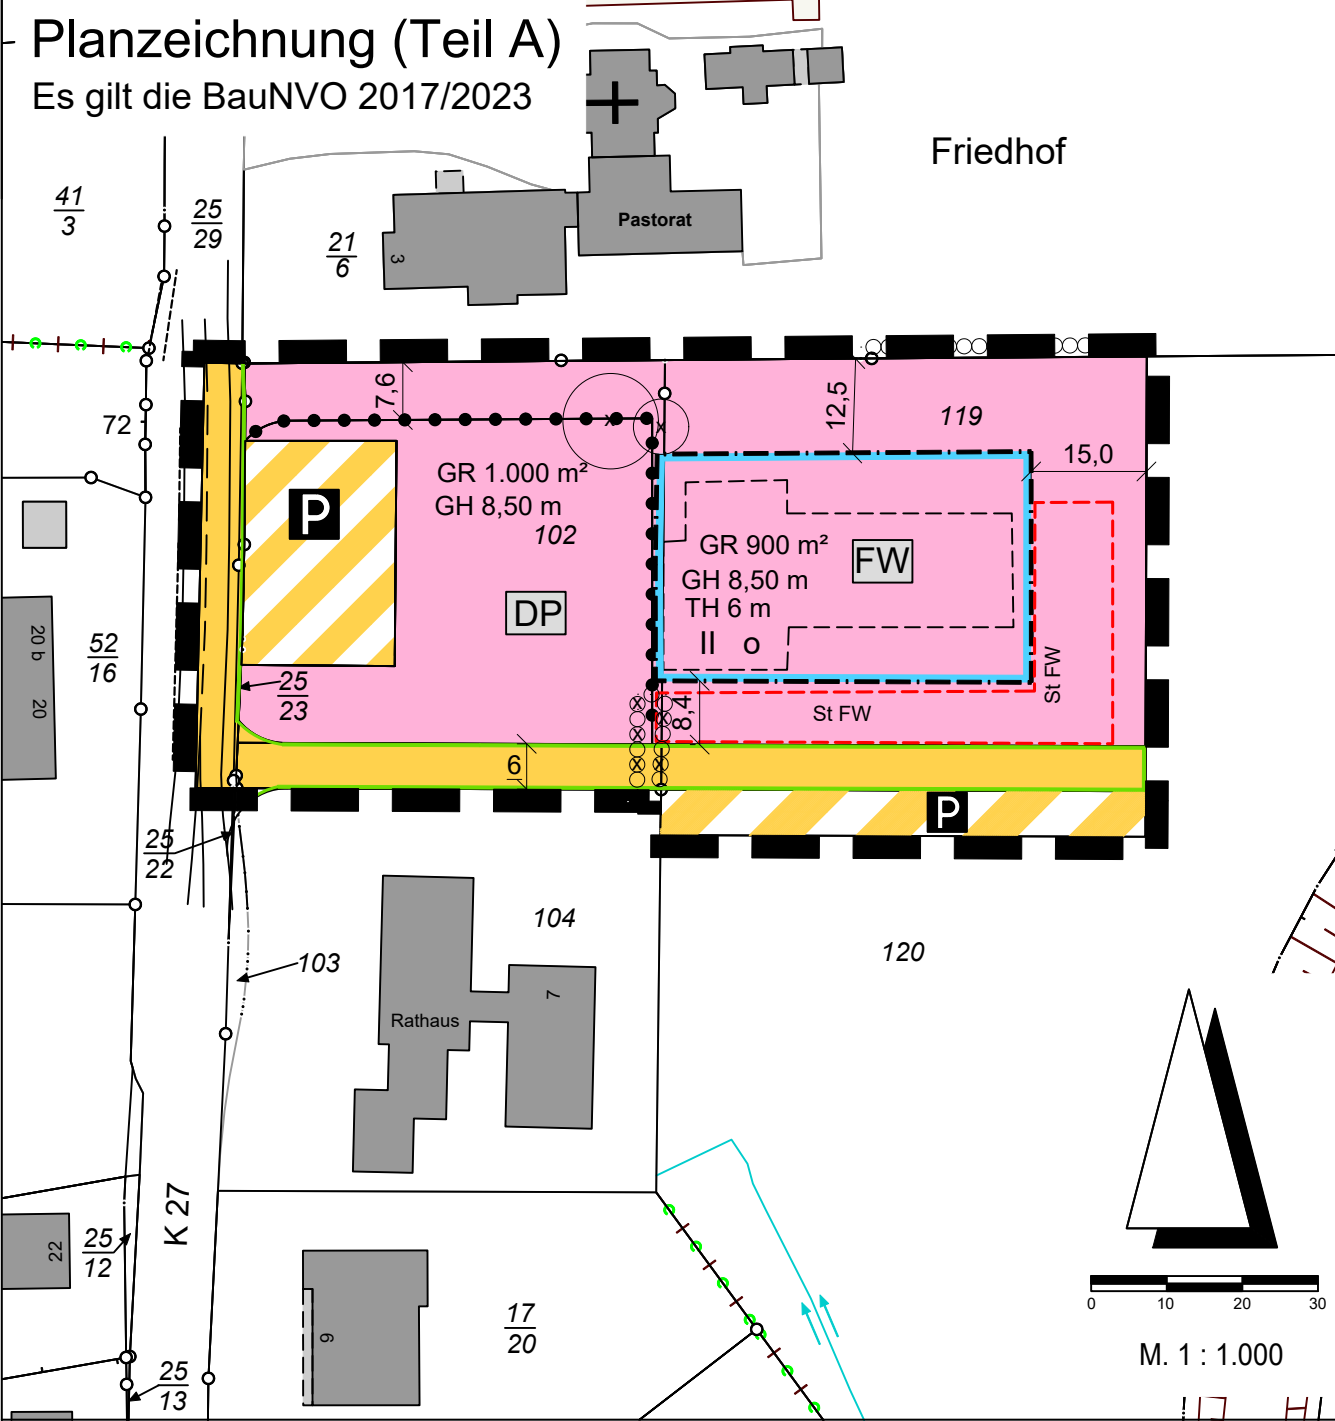 Planzeichnung (Teil A)
Es gilt die BauNVO 2017/2023
Friedhof
41
3
25
29
21
6
3
Pastorat
7,6
12,5
119
15,0
72
GR 1.000 m²
GH 8,50 m
102
P
GR 900 m²
GH 8,50 m
TH 6 m
II o
FW
DP
20 b
20
52
16
25
23
8,4
St FW
St FW
6
P
25
22
104
103
120
7
Rathaus
K 27
22
25
12
9
17
20
25
13
0 10 20 30
M. 1 : 1.000